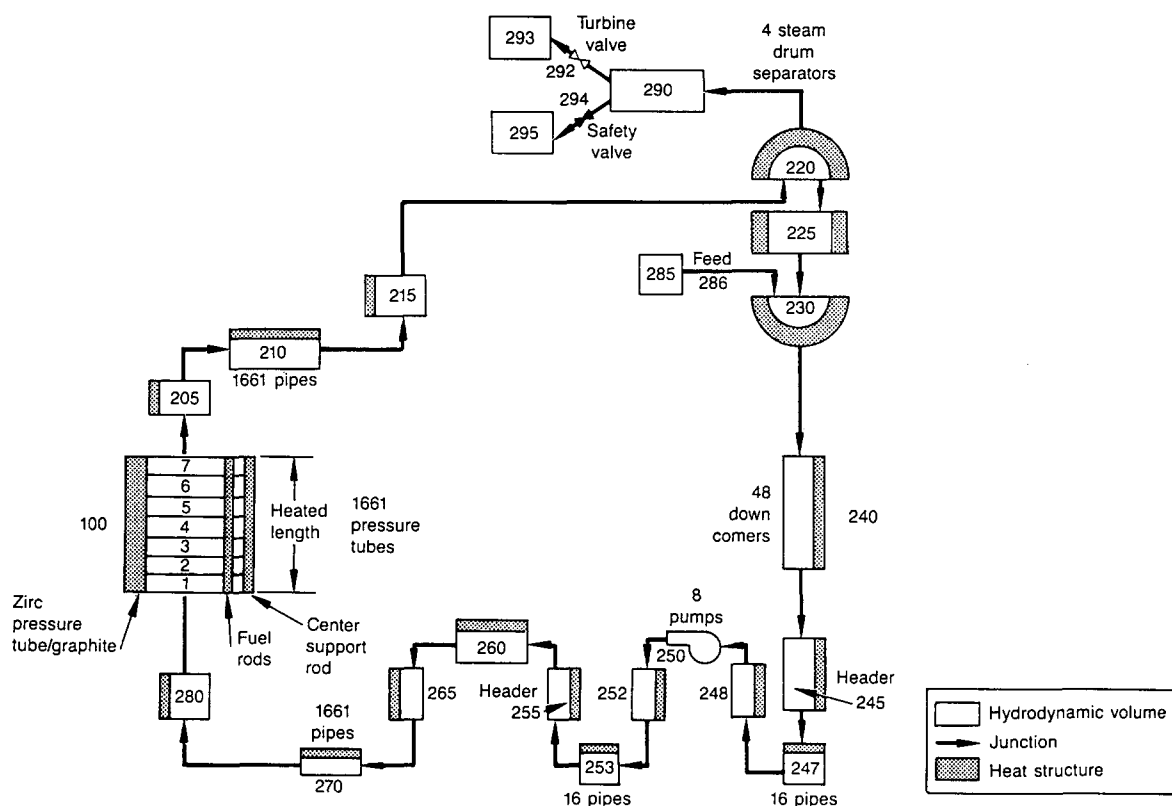 293
Turbine
valve
292
4 steam
drum
separators
290
294
295
Safety
valve
220
225
285
Feed
286
230
215
210
1661 pipes
205
7
6
5
4
3
2
1
100
Heated
length
1661
pressure
tubes
48
down
comers
240
Zirc
pressure
tube/graphite
Fuel
rods
Center
support
rod
8
pumps
250
260
265
Header
255
252
248
Header
245
280
1661
pipes
270
253
16 pipes
247
16 pipes
Hydrodynamic volume
Junction
Heat structure